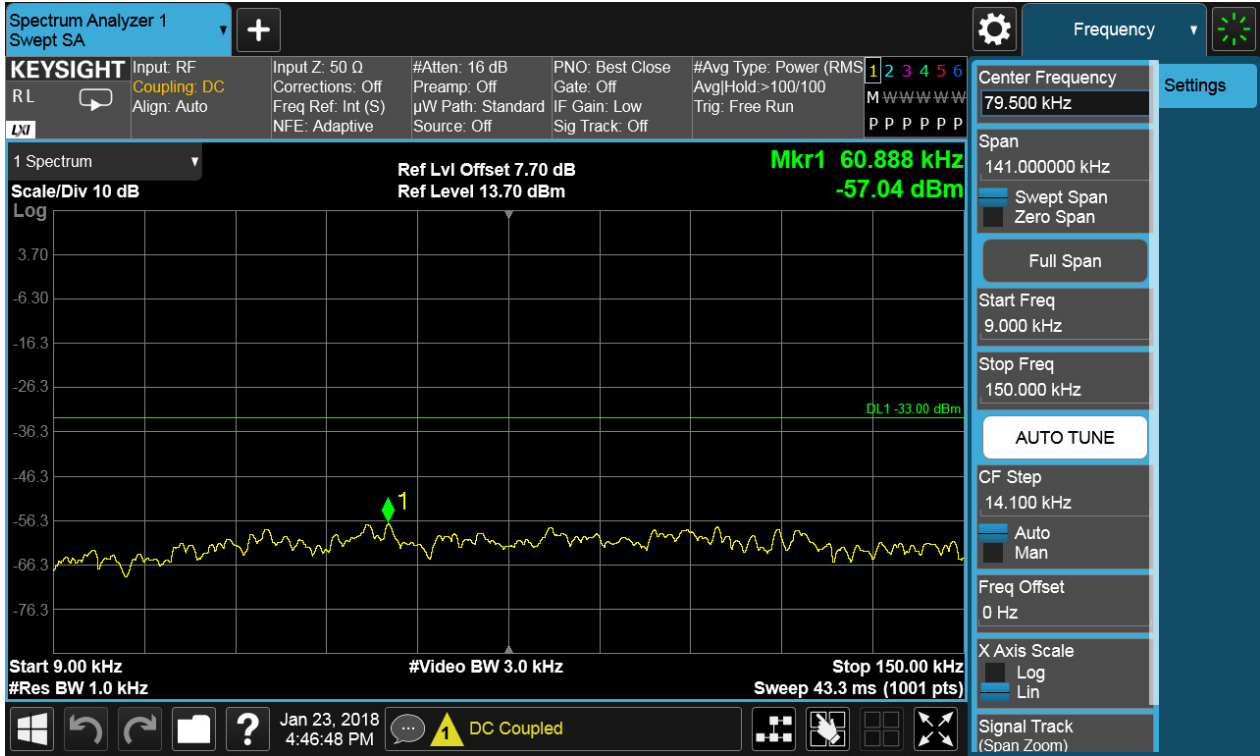 Spectrum Analyzer 1
Swept SA
+
Frequency
KEYSIGHT
RL
LXI
Input: RF
Coupling: DC
Align: Auto
Input Z: 50 Ω
Corrections: Off
Freq Ref: Int (S)
NFE: Adaptive
#Atten: 16 dB
Preamp: Off
µW Path: Standard
Source: Off
PNO: Best Close
Gate: Off
IF Gain: Low
Sig Track: Off
#Avg Type: Power (RMS
Avg|Hold:>100/100
Trig: Free Run
1 2 3 4 5 6
M W W W W W
P P P P P P
1 Spectrum
Scale/Div 10 dB
Log
Ref Lvl Offset 7.70 dB
Ref Level 13.70 dBm
Mkr1 60.888 kHz
-57.04 dBm
3.70
-6.30
-16.3
-26.3
-36.3
-46.3
-56.3
-66.3
-76.3
DL1 -33.00 dBm
1
Start 9.00 kHz
#Res BW 1.0 kHz
#Video BW 3.0 kHz
Stop 150.00 kHz
Sweep 43.3 ms (1001 pts)
Center Frequency
79.500 kHz
Span
141.000000 kHz
Swept Span
Zero Span
Full Span
Start Freq
9.000 kHz
Stop Freq
150.000 kHz
AUTO TUNE
CF Step
14.100 kHz
Auto
Man
Freq Offset
0 Hz
X Axis Scale
Log
Lin
Signal Track
(Span Zoom)
Settings
?
Jan 23, 2018
4:46:48 PM
1
DC Coupled